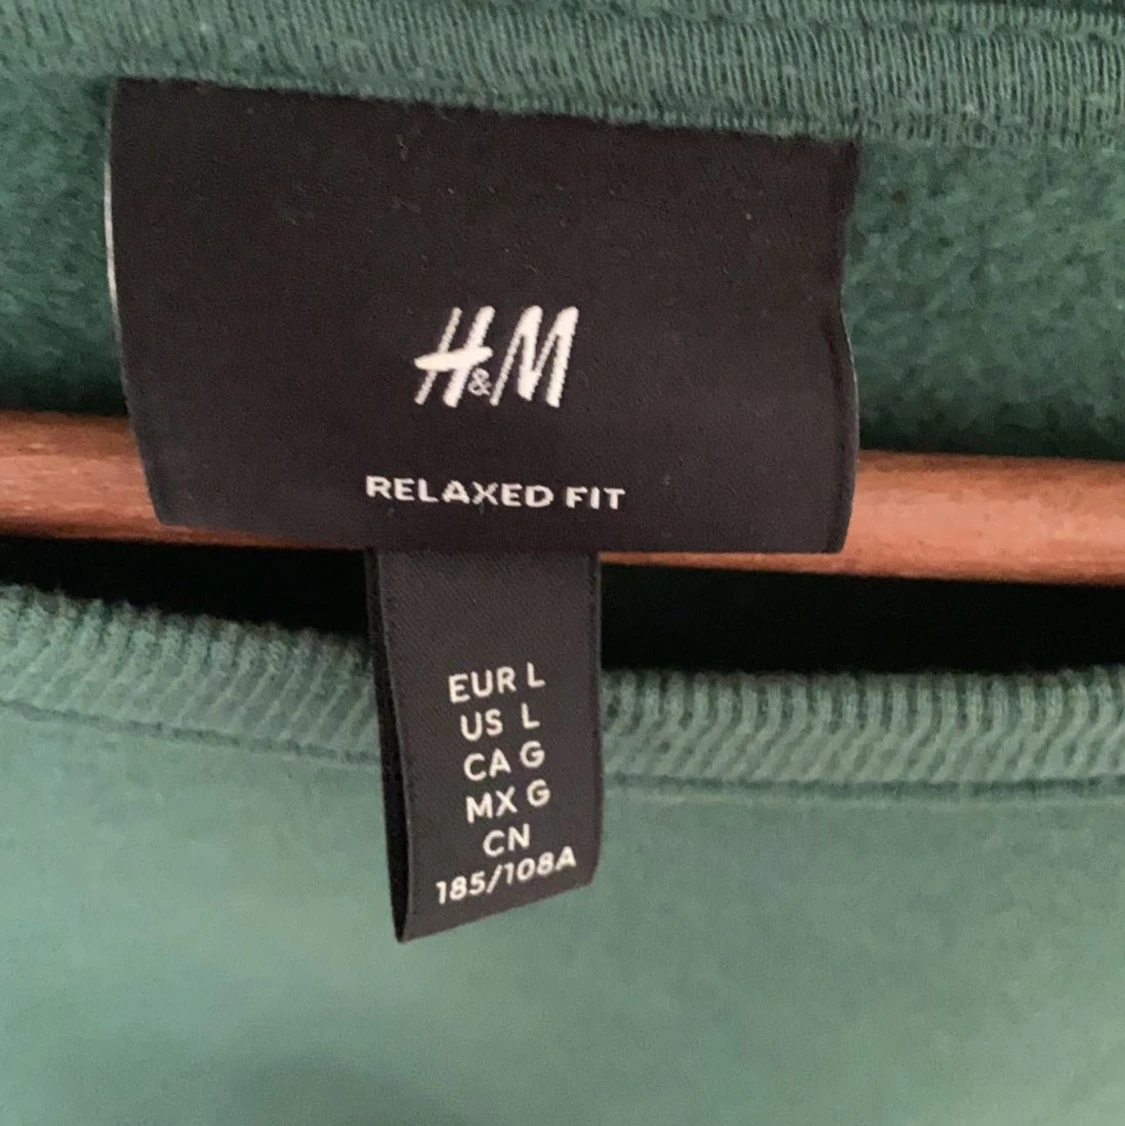 H&M
RELAXED FIT
EUR L
US L
CA G
MX G
CN
185/108A